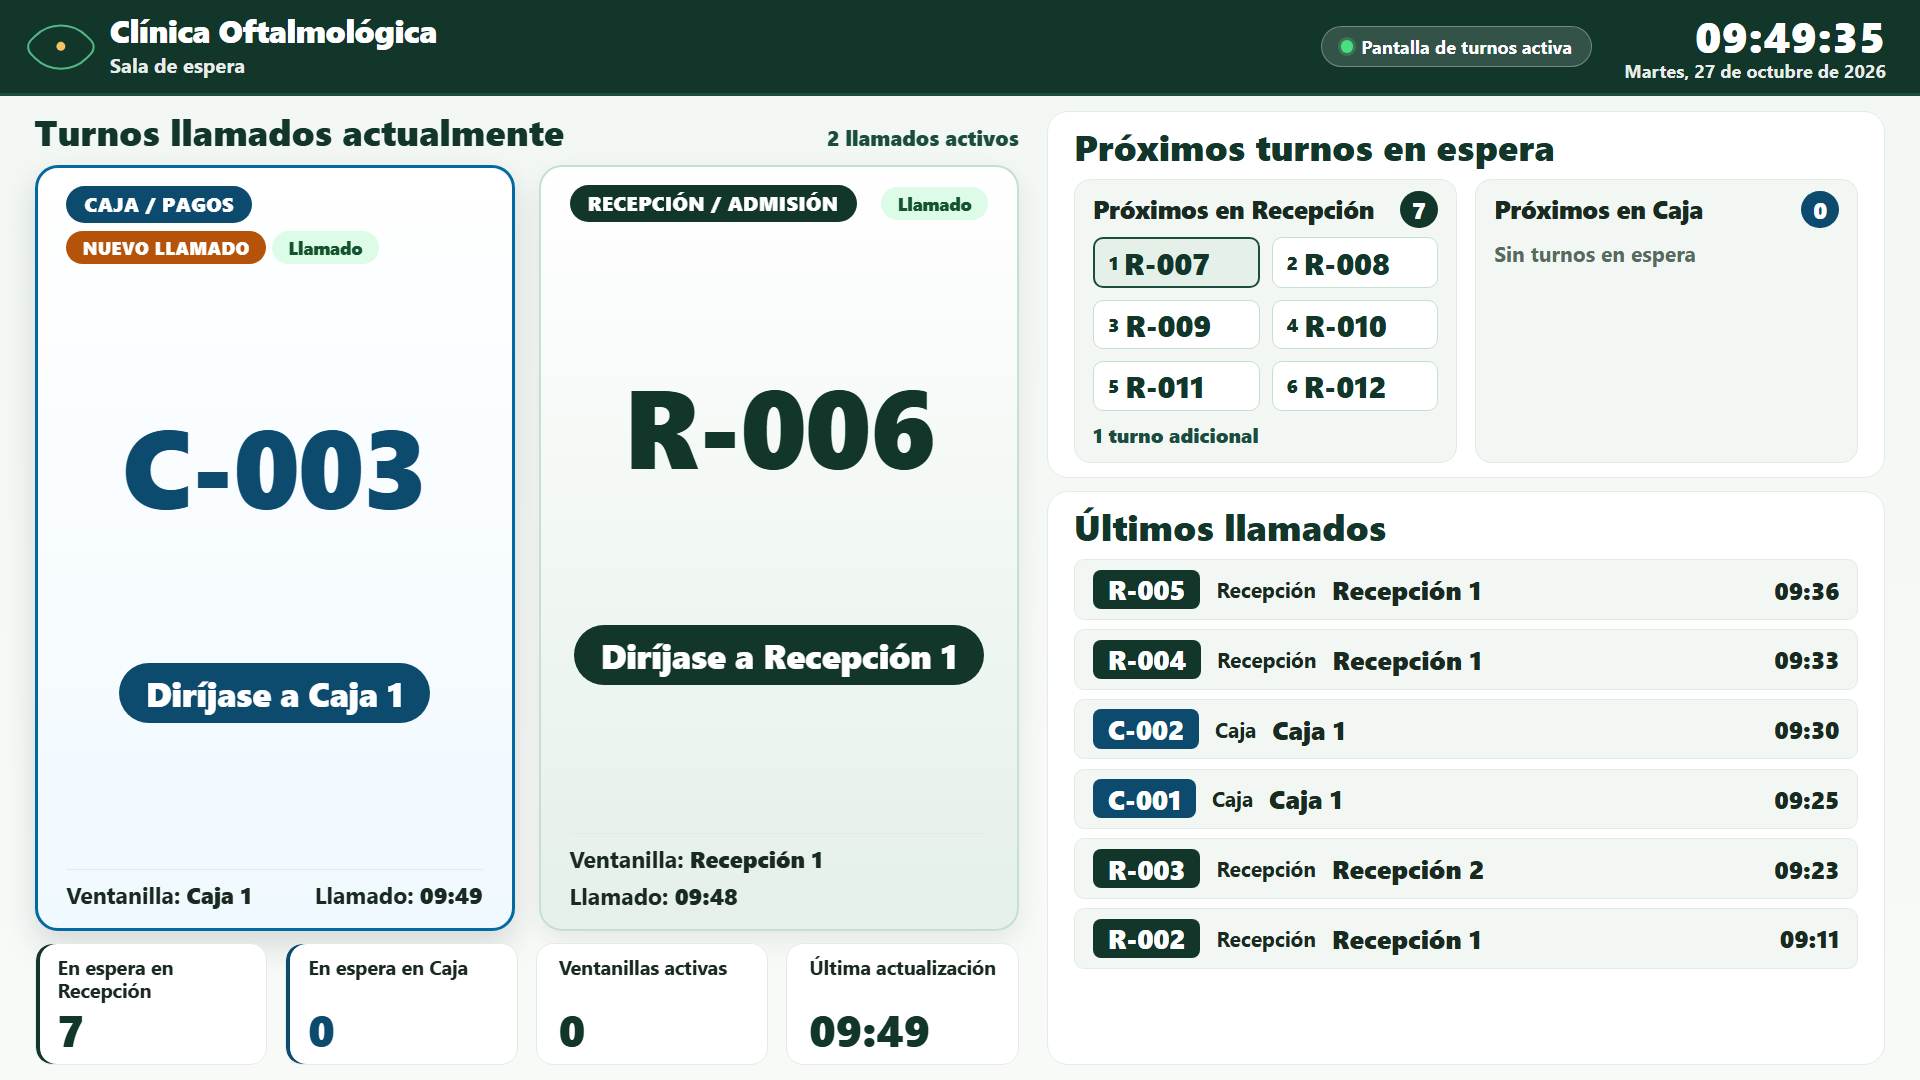 Clínica Oftalmológica
Sala de espera
Pantalla de turnos activa
09:49:35
Martes, 27 de octubre de 2026
Turnos llamados actualmente
2 llamados activos
CAJA / PAGOS
NUEVO LLAMADO
Llamado
C-003
Diríjase a Caja 1
Ventanilla: Caja 1
Llamado: 09:49
RECEPCIÓN / ADMISIÓN
Llamado
R-006
Diríjase a Recepción 1
Ventanilla: Recepción 1
Llamado: 09:48
En espera en
Recepción
7
En espera en Caja
0
Ventanillas activas
0
Última actualización
09:49
Próximos turnos en espera
Próximos en Recepción
7
1 R-007
2 R-008
3 R-009
4 R-010
5 R-011
6 R-012
1 turno adicional
Próximos en Caja
0
Sin turnos en espera
Últimos llamados
R-005 Recepción Recepción 1 09:36
R-004 Recepción Recepción 1 09:33
C-002 Caja Caja 1 09:30
C-001 Caja Caja 1 09:25
R-003 Recepción Recepción 2 09:23
R-002 Recepción Recepción 1 09:11